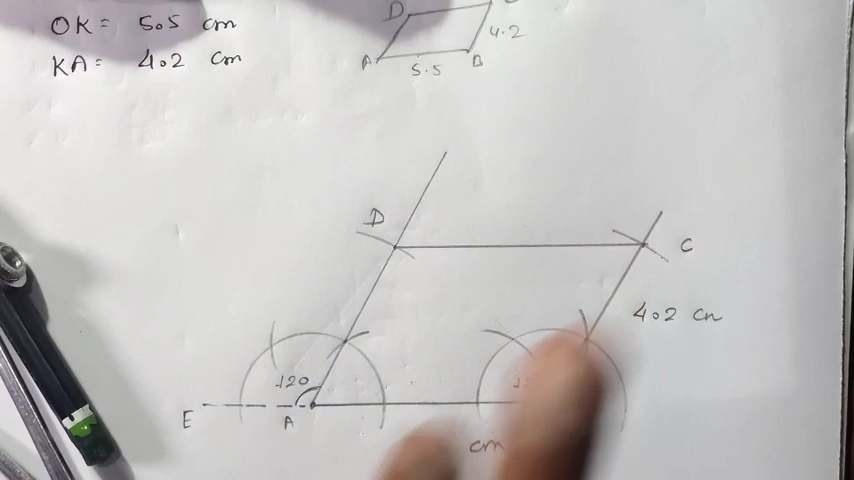 OK= 5.5 cm
KA= 4.2 cm
D
4.2
A
B
5.5
D
C
4.2 cm
120
E
A
cm